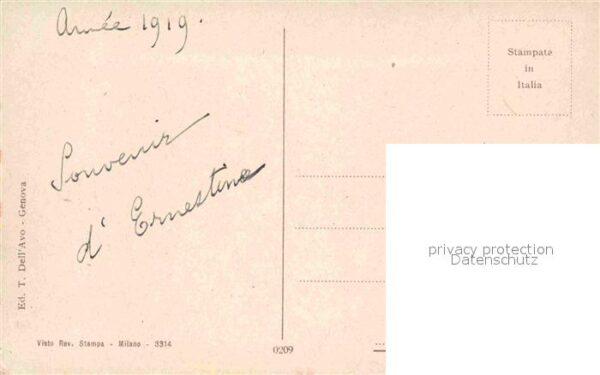 Année 1919.
Souvenir
d'Ernestine
Stampate
in
Italia
Ed. T. Dell'Avo - Genova
Visto Rev. Stampa - Milano - 3314
0209
privacy protection
Datenschutz